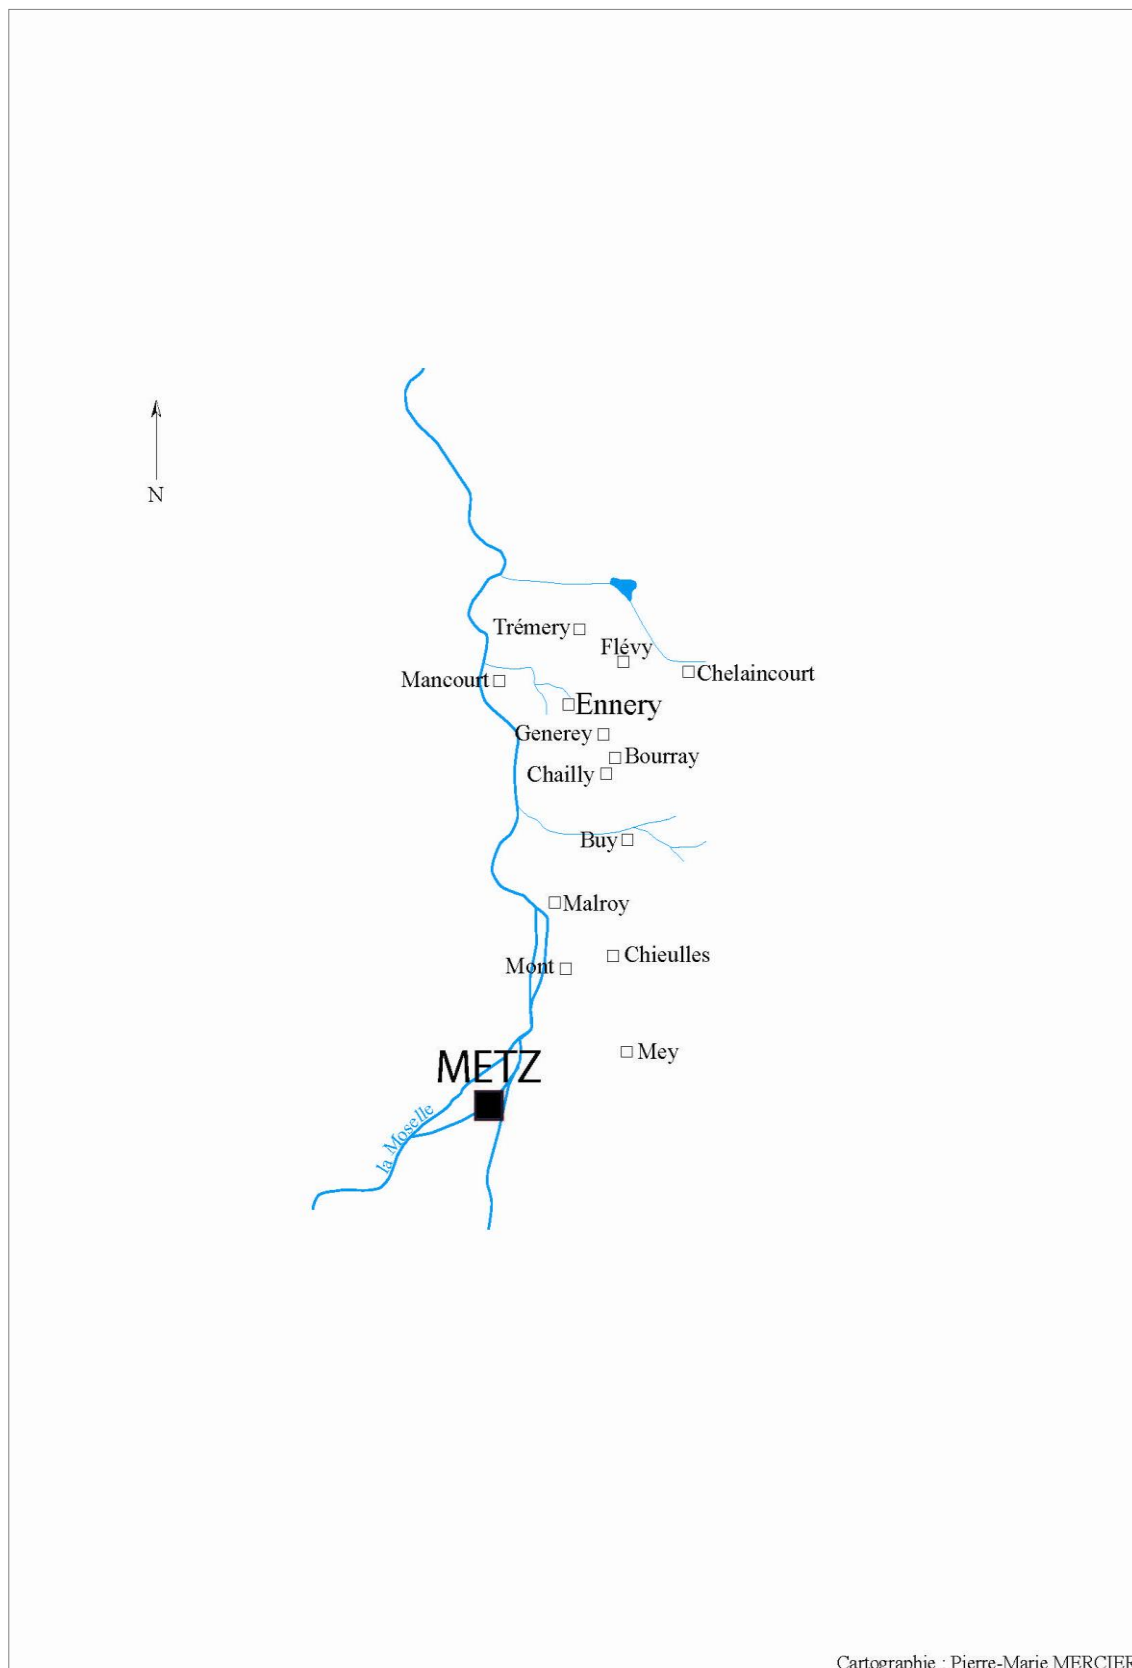 N
Trémery
Flévy
Chelaincourt
Mancourt
Ennery
Generey
Bourray
Chailly
Buy
Malroy
Chieulles
Mont
Mey
METZ
la Moselle
Cartographie : Pierre-Marie MERCIER